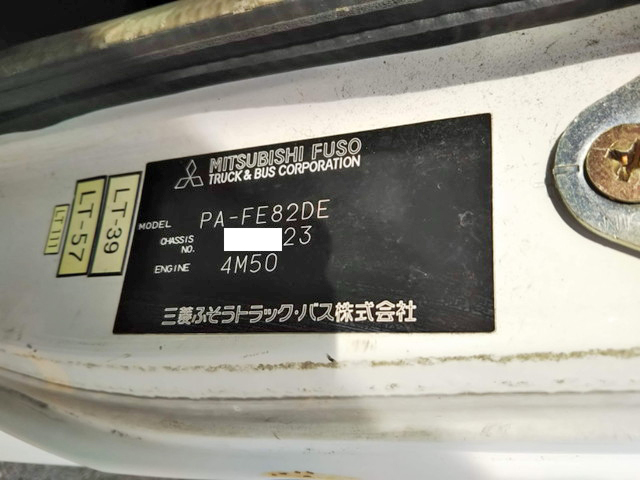 MITSUBISHI FUSO
TRUCK & BUS CORPORATION
MODEL PA-FE82DE
CHASSIS NO. 23
ENGINE 4M50
三菱ふそうトラック・バス株式会社
LT-39
LT-57